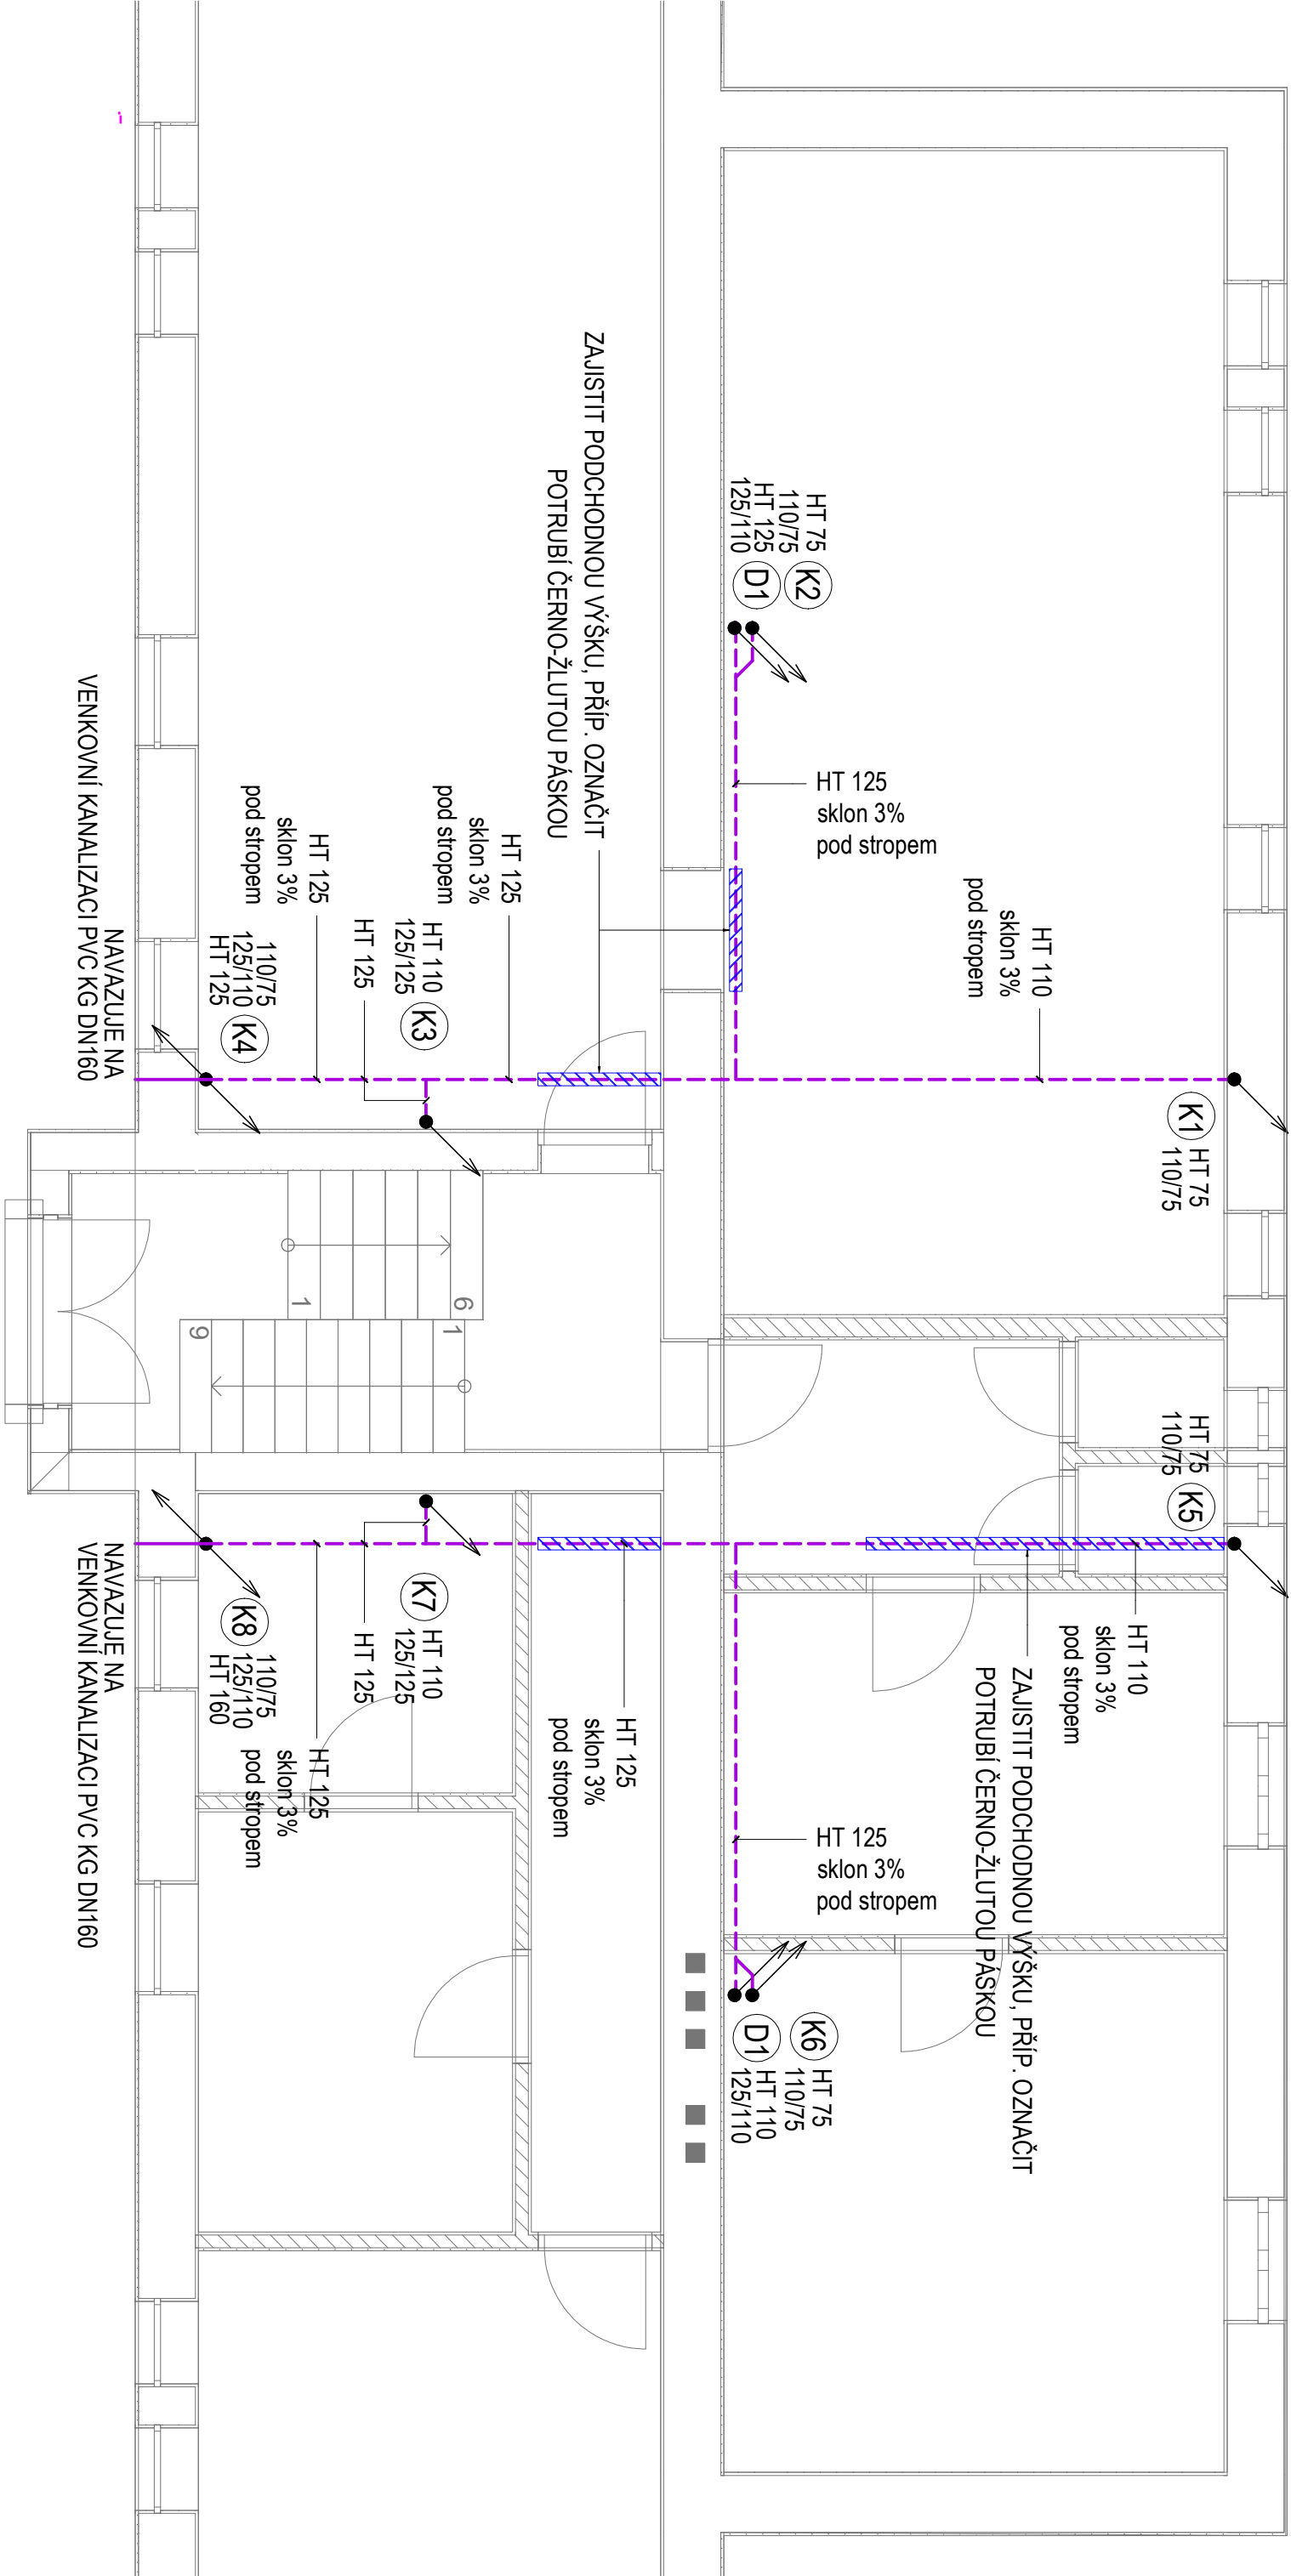 HT 75
110/75
K1
HT 110
sklon 3%
pod stropem
HT 75
110/75
K2
HT 125
125/110
D1
HT 125
sklon 3%
pod stropem
ZAJISTIT PODCHODNOU VÝŠKU, PŘÍP. OZNAČIT
POTRUBÍ ČERNO-ŽLUTOU PÁSKOU
HT 125
sklon 3%
pod stropem
HT 110
125/125
K3
HT 125
HT 125
sklon 3%
pod stropem
110/75
125/110
HT 125
K4
NAVAZUJE NA
VENKOVNÍ KANALIZACI PVC KG DN160
6
1
1
9
HT 75
110/75
K5
HT 110
sklon 3%
pod stropem
ZAJISTIT PODCHODNOU VÝŠKU, PŘÍP. OZNAČIT
POTRUBÍ ČERNO-ŽLUTOU PÁSKOU
HT 125
sklon 3%
pod stropem
K6
HT 75
110/75
D1
HT 110
125/110
HT 125
sklon 3%
pod stropem
K7
HT 110
125/125
HT 125
HT 125
sklon 3%
pod stropem
K8
110/75
125/110
HT 160
NAVAZUJE NA
VENKOVNÍ KANALIZACI PVC KG DN160